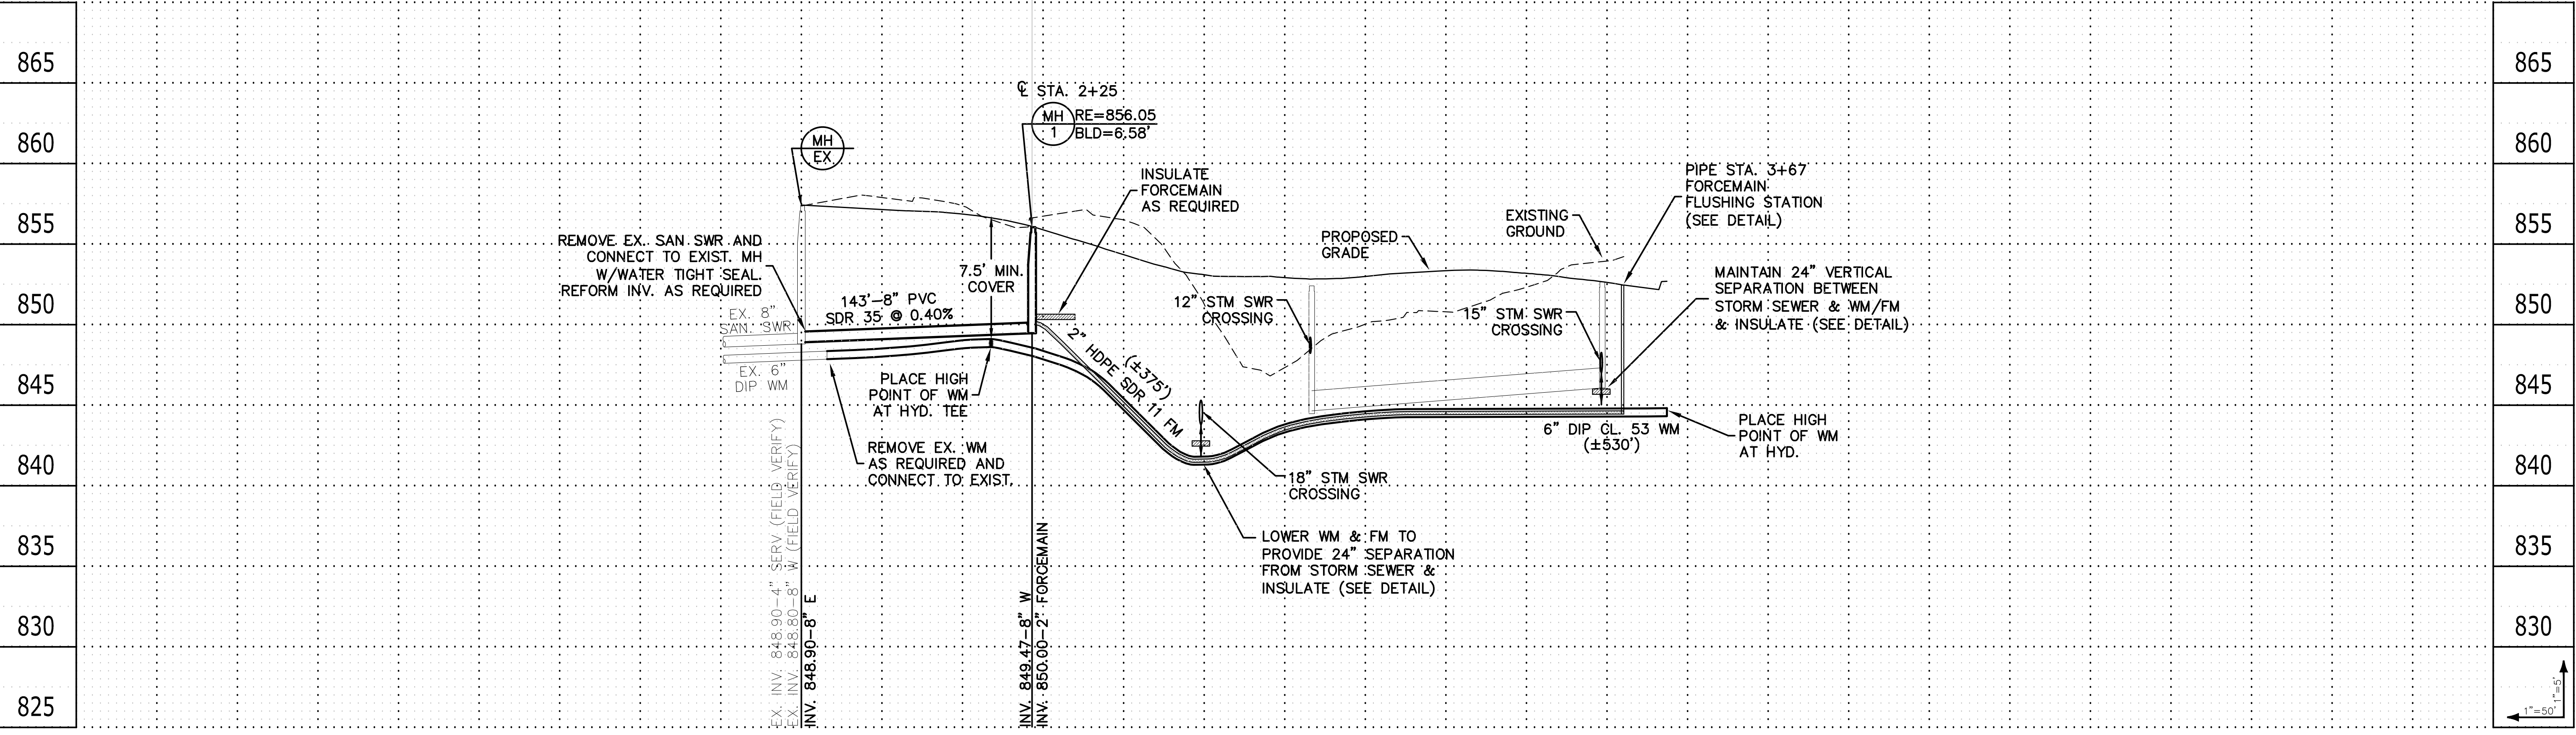 865
860
855
850
845
840
835
830
825
℄ STA. 2+25
MH
1
RE=856.05
BLD=6.58'
MH
EX
INSULATE
FORCEMAIN
AS REQUIRED
PIPE STA. 3+67
FORCEMAIN
FLUSHING STATION
(SEE DETAIL)
EXISTING
GROUND
PROPOSED
GRADE
REMOVE EX. SAN SWR AND
CONNECT TO EXIST. MH
W/WATER TIGHT SEAL.
REFORM INV. AS REQUIRED
7.5' MIN.
COVER
MAINTAIN 24" VERTICAL
SEPARATION BETWEEN
STORM SEWER & WM/FM
& INSULATE (SEE DETAIL)
143'-8" PVC
SDR 35 @ 0.40%
12" STM SWR
CROSSING
15" STM SWR
CROSSING
EX. 8"
SAN. SWR
EX. 6"
DIP WM
2" HDPE SDR 11 FM
(±375')
PLACE HIGH
POINT OF WM
AT HYD. TEE
6" DIP CL. 53 WM
(±530')
PLACE HIGH
POINT OF WM
AT HYD.
REMOVE EX. WM
AS REQUIRED AND
CONNECT TO EXIST.
18" STM SWR
CROSSING
LOWER WM & FM TO
PROVIDE 24" SEPARATION
FROM STORM SEWER &
INSULATE (SEE DETAIL)
EX. INV. 848.90-4" SERV (FIELD VERIFY)
EX. INV. 848.80-8" W (FIELD VERIFY)
INV. 848.90-8" E
INV. 849.47-8" W
INV. 850.00-2" FORCEMAIN
865
860
855
850
845
840
835
830
1"=5'
1"=50'